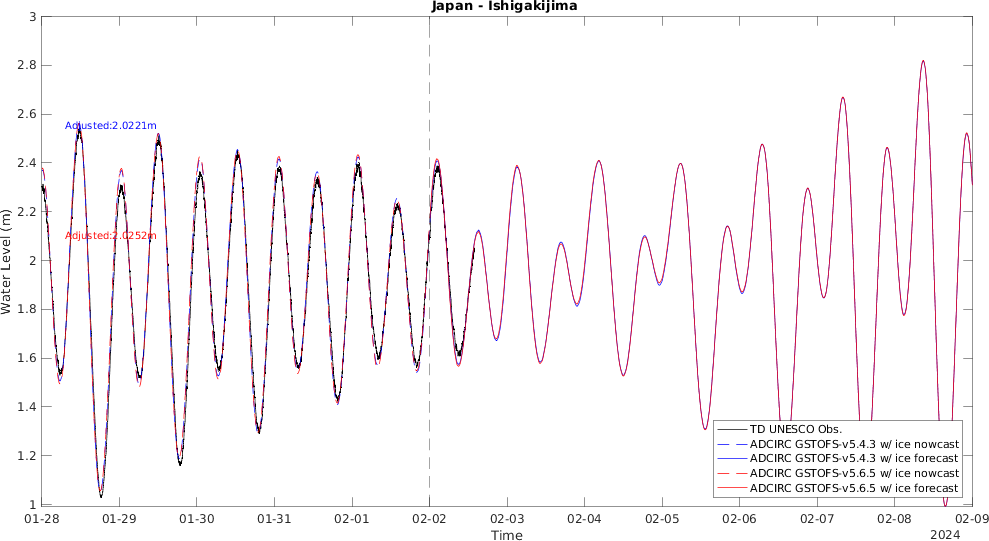 Japan - Ishigakijima
3
2.8
2.6
2.4
2.2
2
1.8
1.6
1.4
1.2
1
Water Level (m)
Adjusted:2.0221m
Adjusted:2.0252m
TD UNESCO Obs.
ADCIRC GSTOFS-v5.4.3 w/ ice nowcast
ADCIRC GSTOFS-v5.4.3 w/ ice forecast
ADCIRC GSTOFS-v5.6.5 w/ ice nowcast
ADCIRC GSTOFS-v5.6.5 w/ ice forecast
01-28 01-29 01-30 01-31 02-01 02-02 02-03 02-04 02-05 02-06 02-07 02-08 02-09
Time
2024